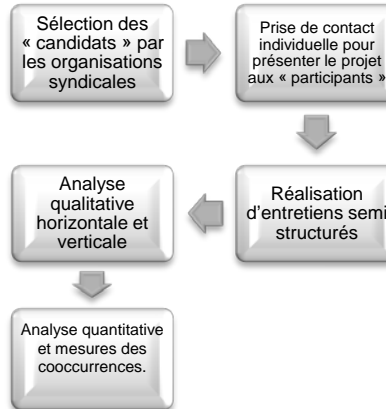 Sélection des
« candidats » par
les organisations
syndicales
Prise de contact
individuelle pour
présenter le projet
aux « participants »
Réalisation
d'entretiens semi
structurés
Analyse
qualitative
horizontale et
verticale
Analyse quantitative
et mesures des
cooccurrences.